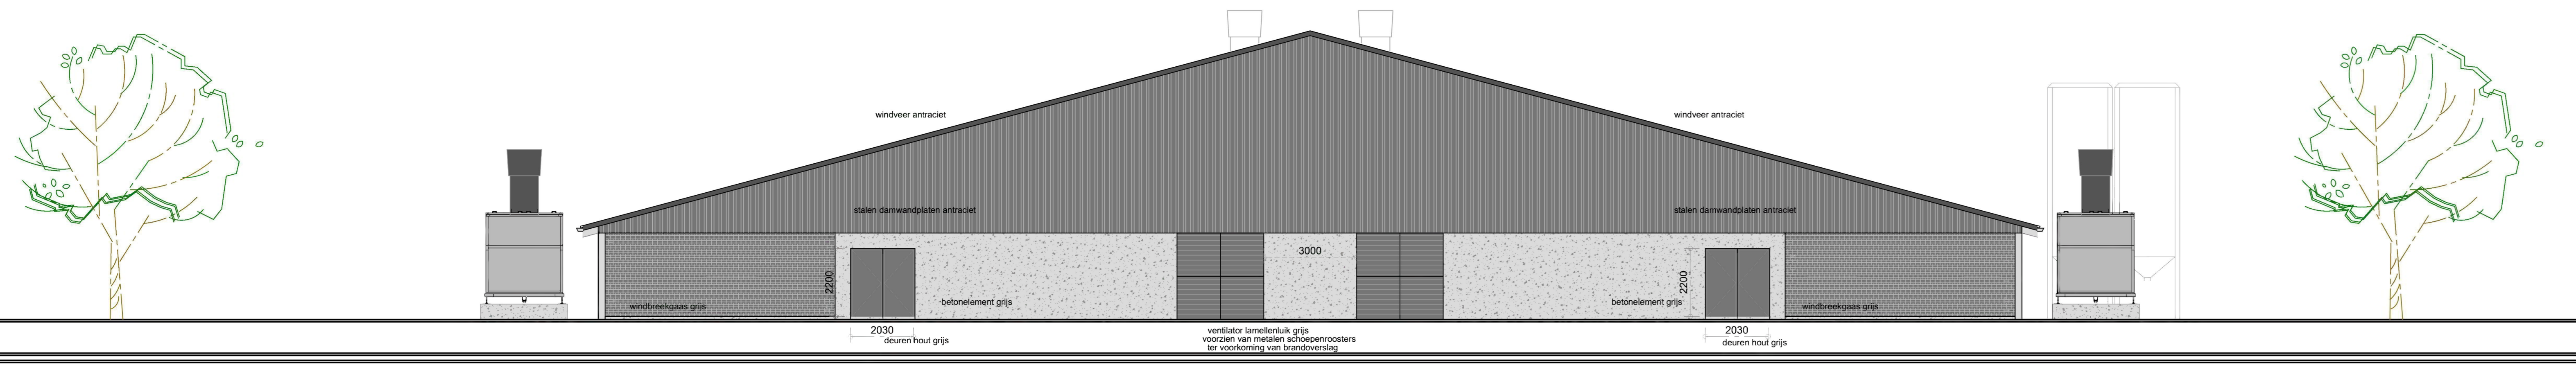 windveer antraciet
windveer antraciet
stalen damwandplaten antraciet
stalen damwandplaten antraciet
3000
2200
2200
betonelement grijs
betonelement grijs
windbreekgaas grijs
windbreekgaas grijs
2030
ventilator lamellenluik grijs
2030
deuren hout grijs
voorzien van metalen schoepenroosters
deuren hout grijs
ter voorkoming van brandoverslag